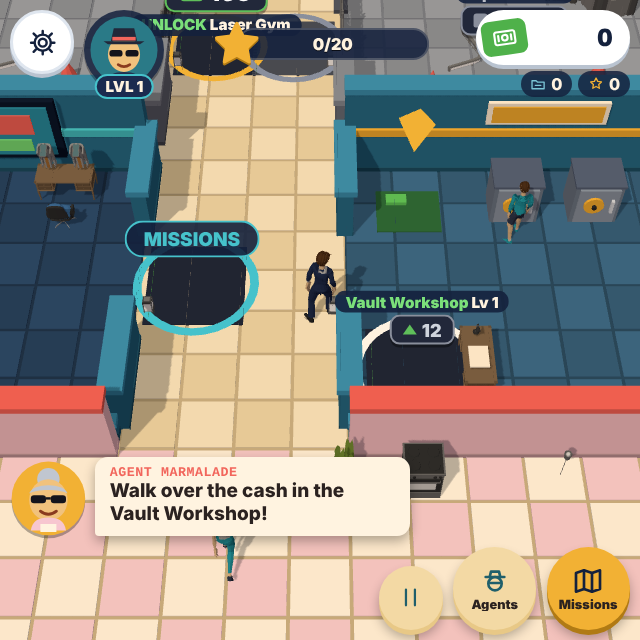 UNLOCK Laser Gym
0/20
0
LVL 1
0
0
MISSIONS
Vault Workshop Lv 1
12
AGENT MARMALADE
Walk over the cash in the
Vault Workshop!
Agents
Missions